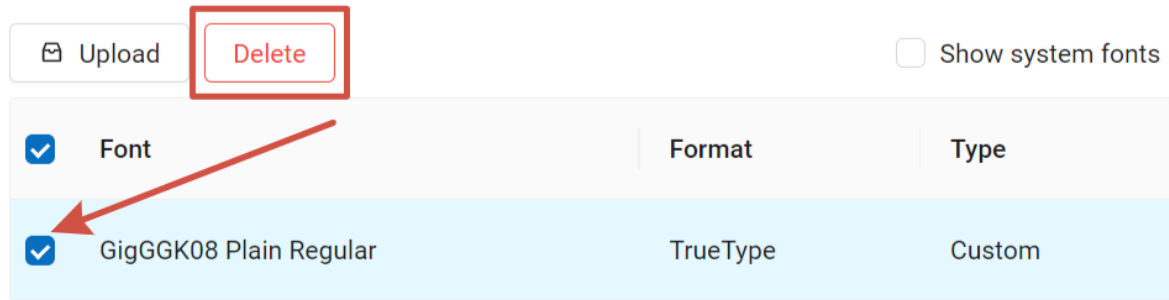 Upload Delete Show system fonts
Font Format Type
GigGGK08 Plain Regular TrueType Custom